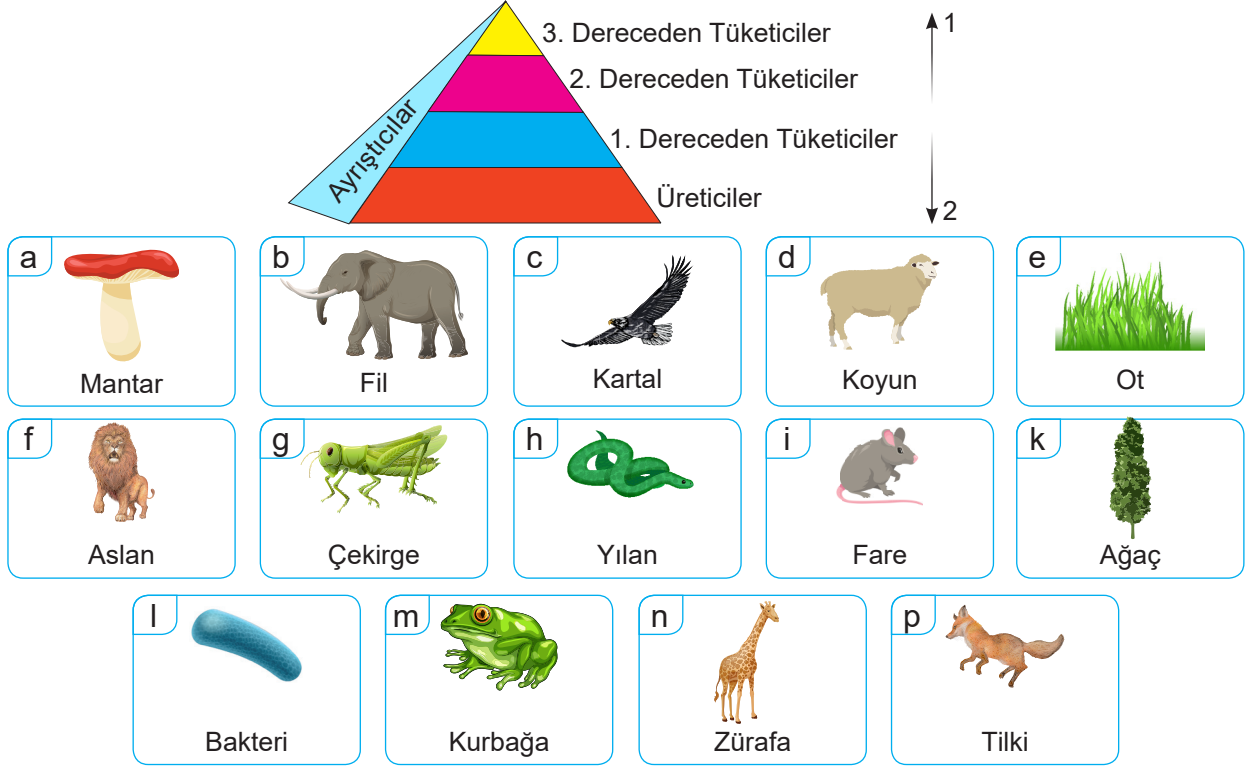 3. Dereceden Tüketiciler
2. Dereceden Tüketiciler
1. Dereceden Tüketiciler
Üreticiler
Ayrıştıcılar
1
2
a
Mantar
b
Fil
c
Kartal
d
Koyun
e
Ot
f
Aslan
g
Çekirge
h
Yılan
i
Fare
k
Ağaç
l
Bakteri
m
Kurbağa
n
Zürafa
p
Tilki